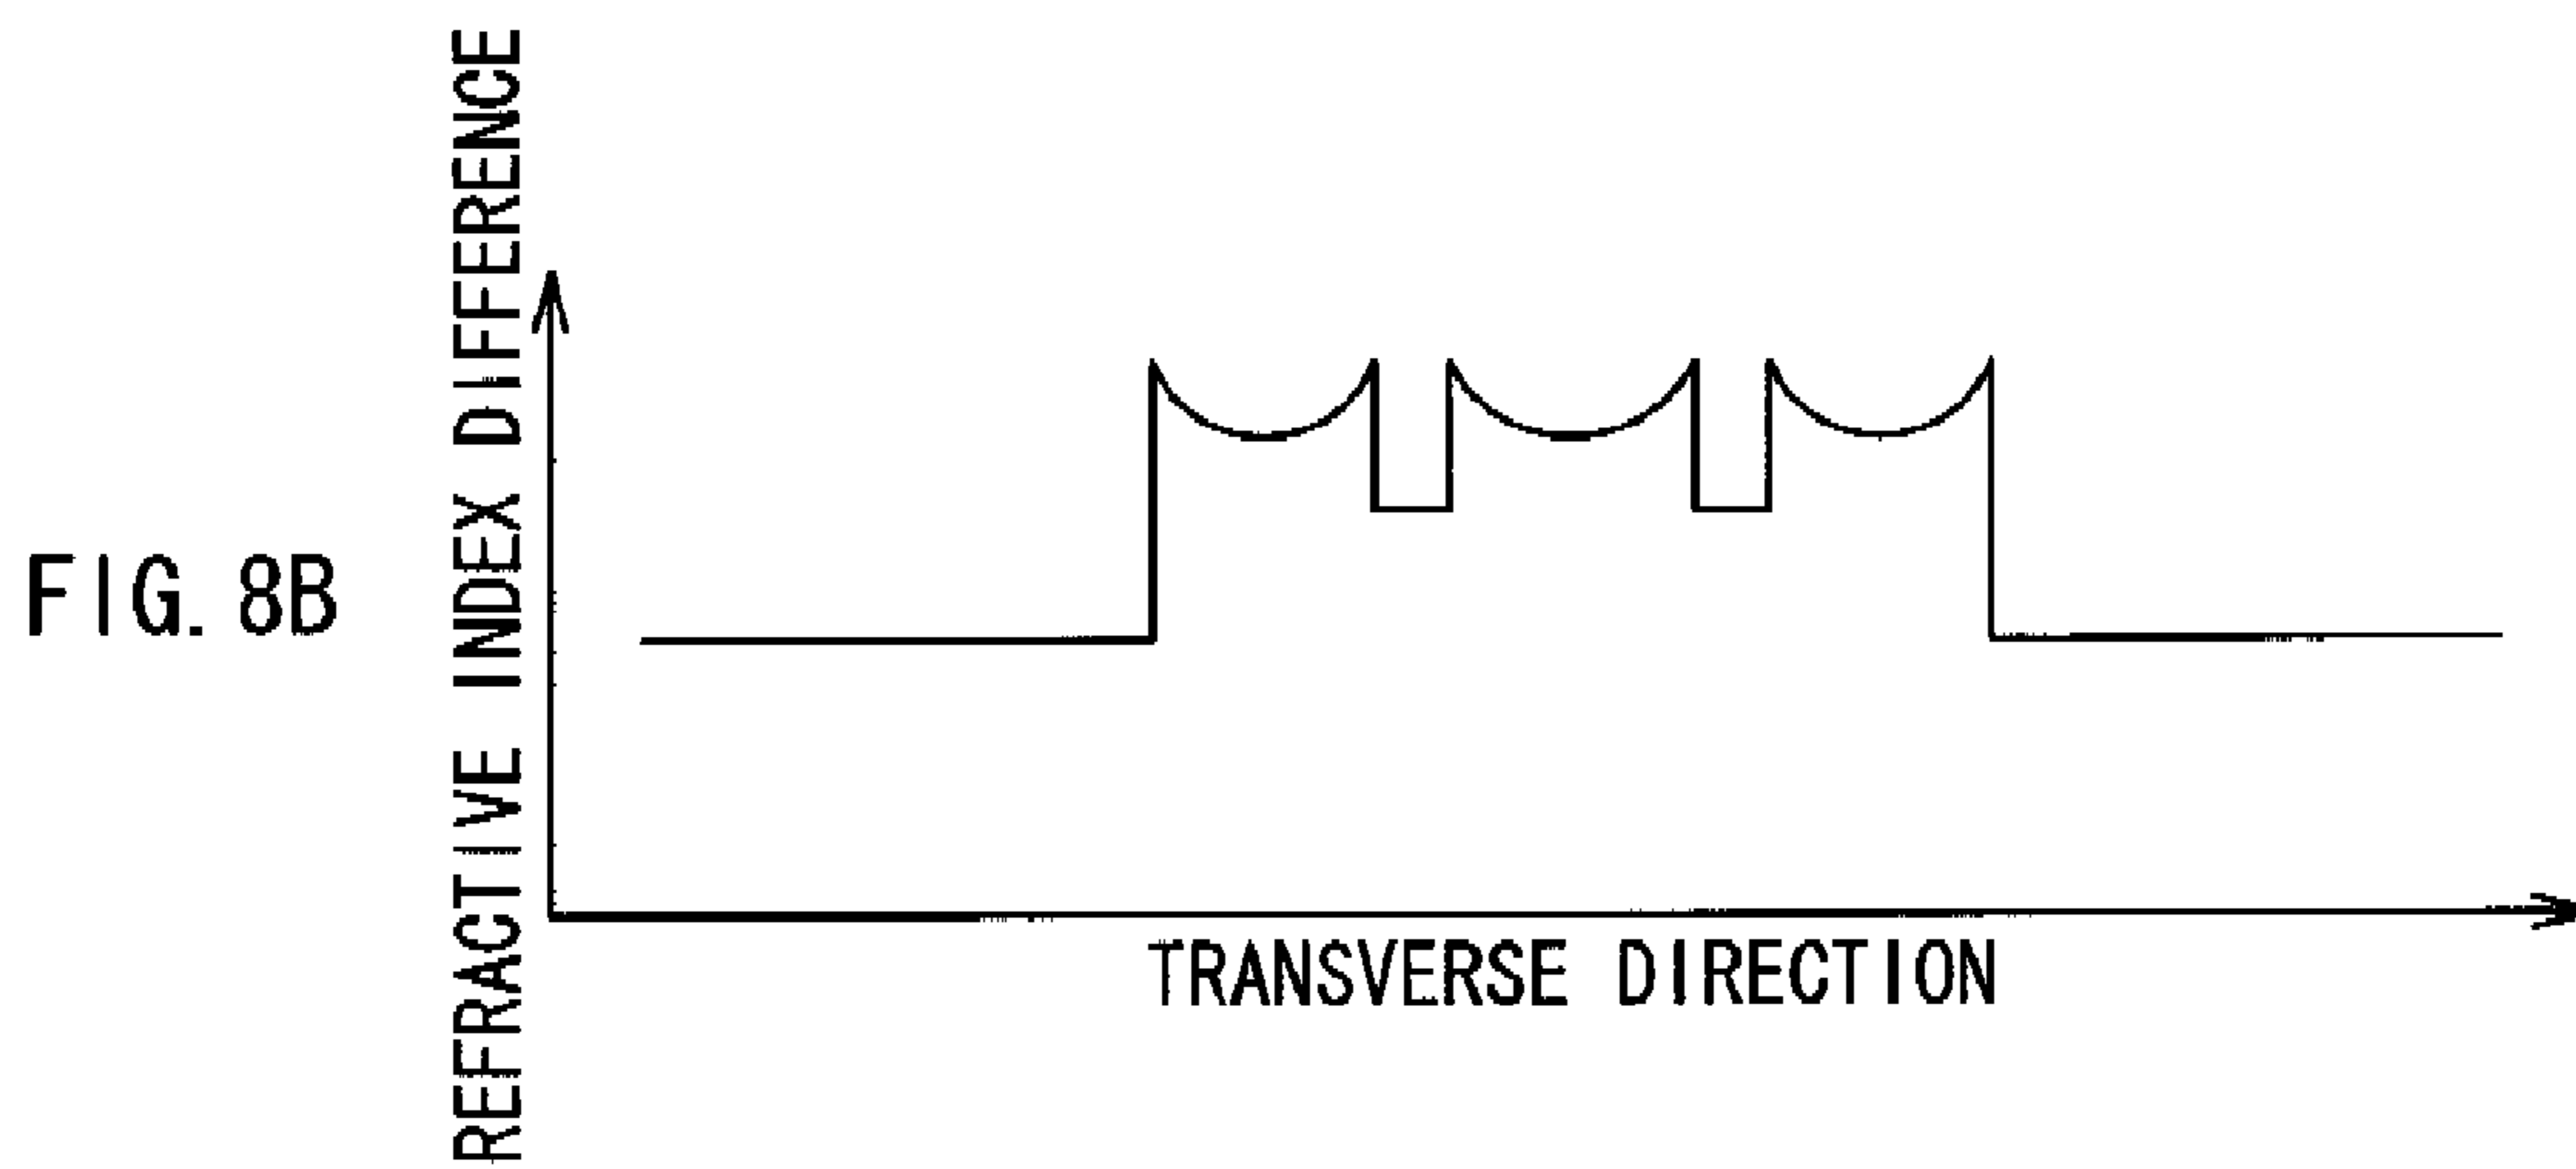 FIG. 8B
REFRACTIVE INDEX DIFFERENCE
TRANSVERSE DIRECTION